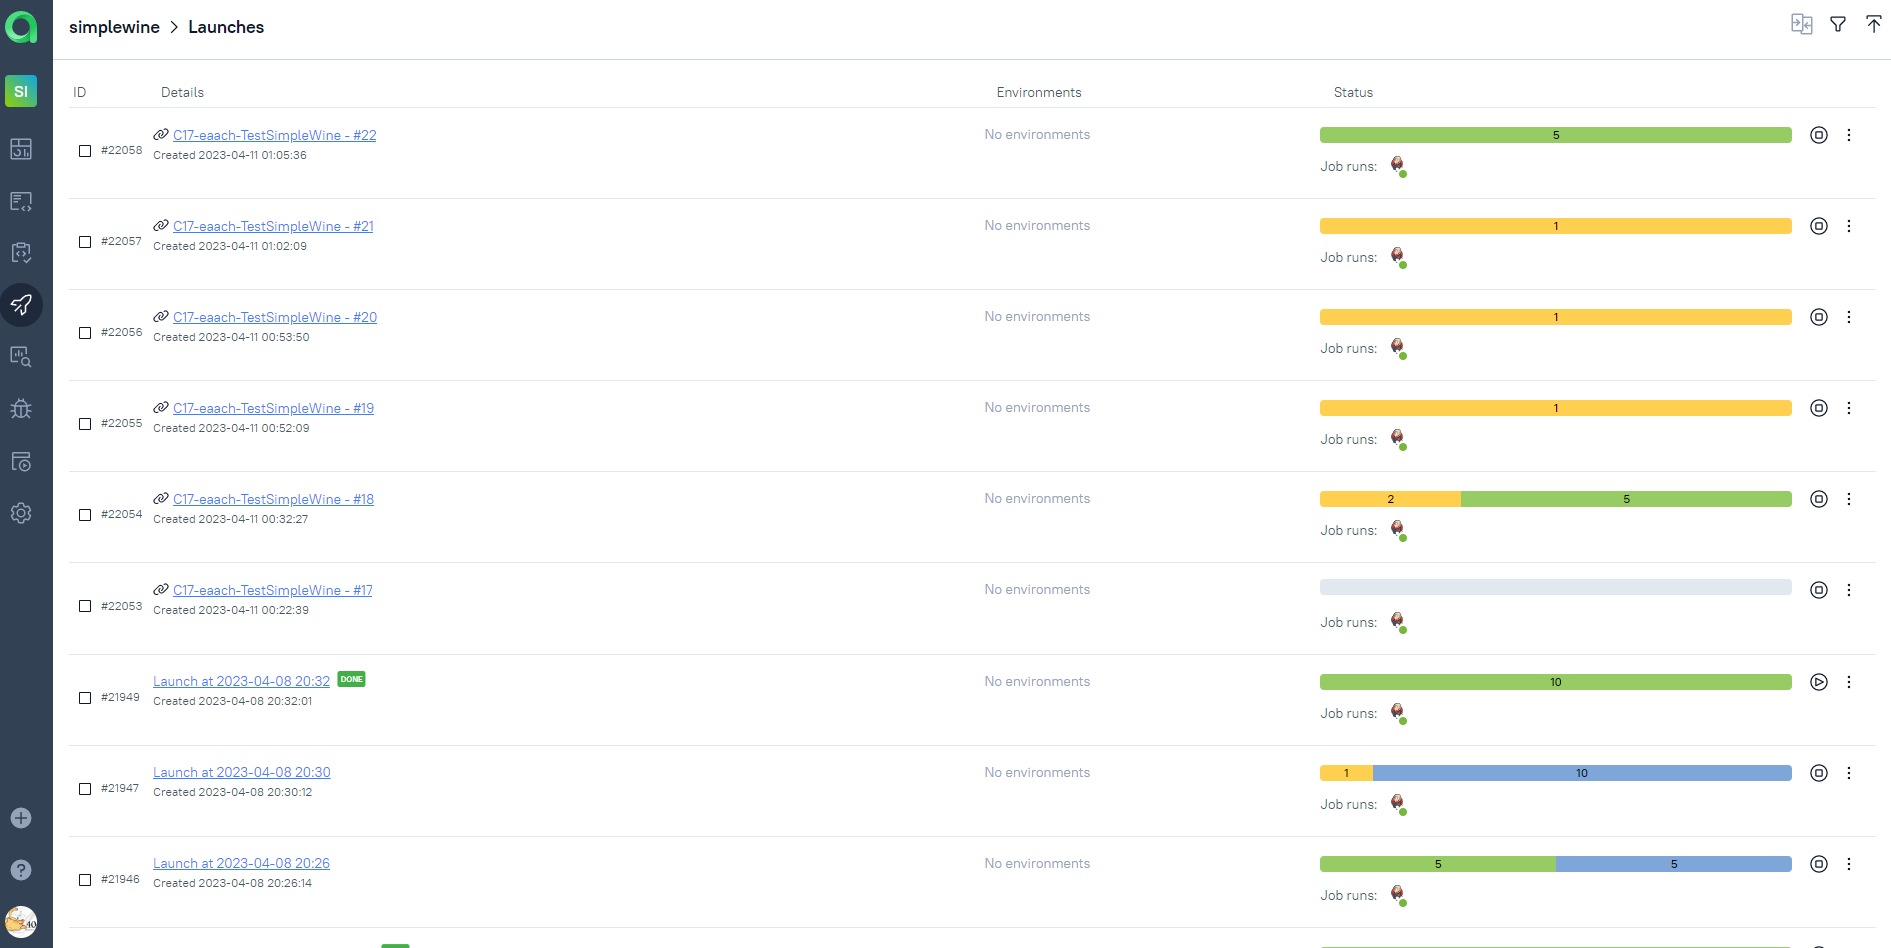 simplewine > Launches
SI
ID Details Environments Status
#22058 C17-eaach-TestSimpleWine - #22 No environments 5
Created 2023-04-11 01:05:36
Job runs:
#22057 C17-eaach-TestSimpleWine - #21 No environments 1
Created 2023-04-11 01:02:09
Job runs:
#22056 C17-eaach-TestSimpleWine - #20 No environments 1
Created 2023-04-11 00:53:50
Job runs:
#22055 C17-eaach-TestSimpleWine - #19 No environments 1
Created 2023-04-11 00:52:09
Job runs:
#22054 C17-eaach-TestSimpleWine - #18 No environments 2 5
Created 2023-04-11 00:32:27
Job runs:
#22053 C17-eaach-TestSimpleWine - #17 No environments
Created 2023-04-11 00:22:39
Job runs:
#21949 Launch at 2023-04-08 20:32 DONE No environments 10
Created 2023-04-08 20:32:01
Job runs:
#21947 Launch at 2023-04-08 20:30 No environments 1 10
Created 2023-04-08 20:30:12
Job runs:
#21946 Launch at 2023-04-08 20:26 No environments 5 5
Created 2023-04-08 20:26:14
Job runs: